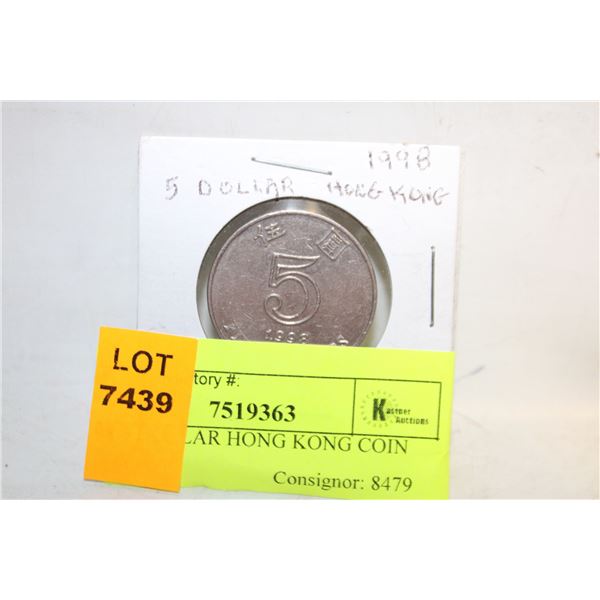 1998
5 DOLLAR HONG KONG
伍 圓
5
1998
LOT
7439
tory #:
7519363
Kastner
Auctions
LAR HONG KONG COIN
Consignor: 8479